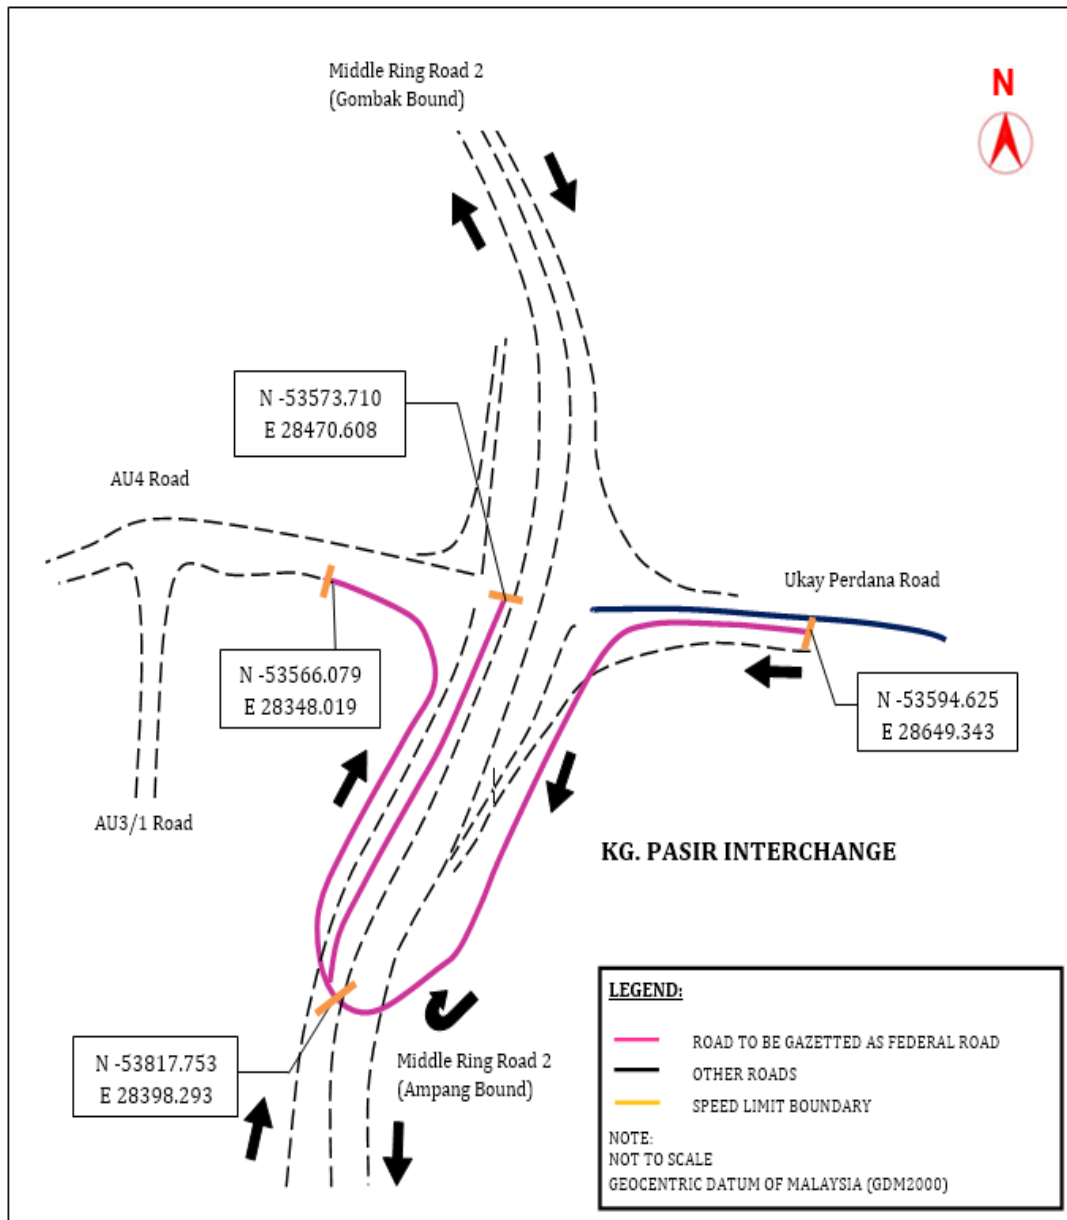 Middle Ring Road 2
(Gombak Bound)
N
N -53573.710
E 28470.608
AU4 Road
Ukay Perdana Road
N -53566.079
E 28348.019
N -53594.625
E 28649.343
AU3/1 Road
KG. PASIR INTERCHANGE
N -53817.753
E 28398.293
Middle Ring Road 2
(Ampang Bound)
LEGEND:
ROAD TO BE GAZETTED AS FEDERAL ROAD
OTHER ROADS
SPEED LIMIT BOUNDARY
NOTE:
NOT TO SCALE
GEOCENTRIC DATUM OF MALAYSIA (GDM2000)